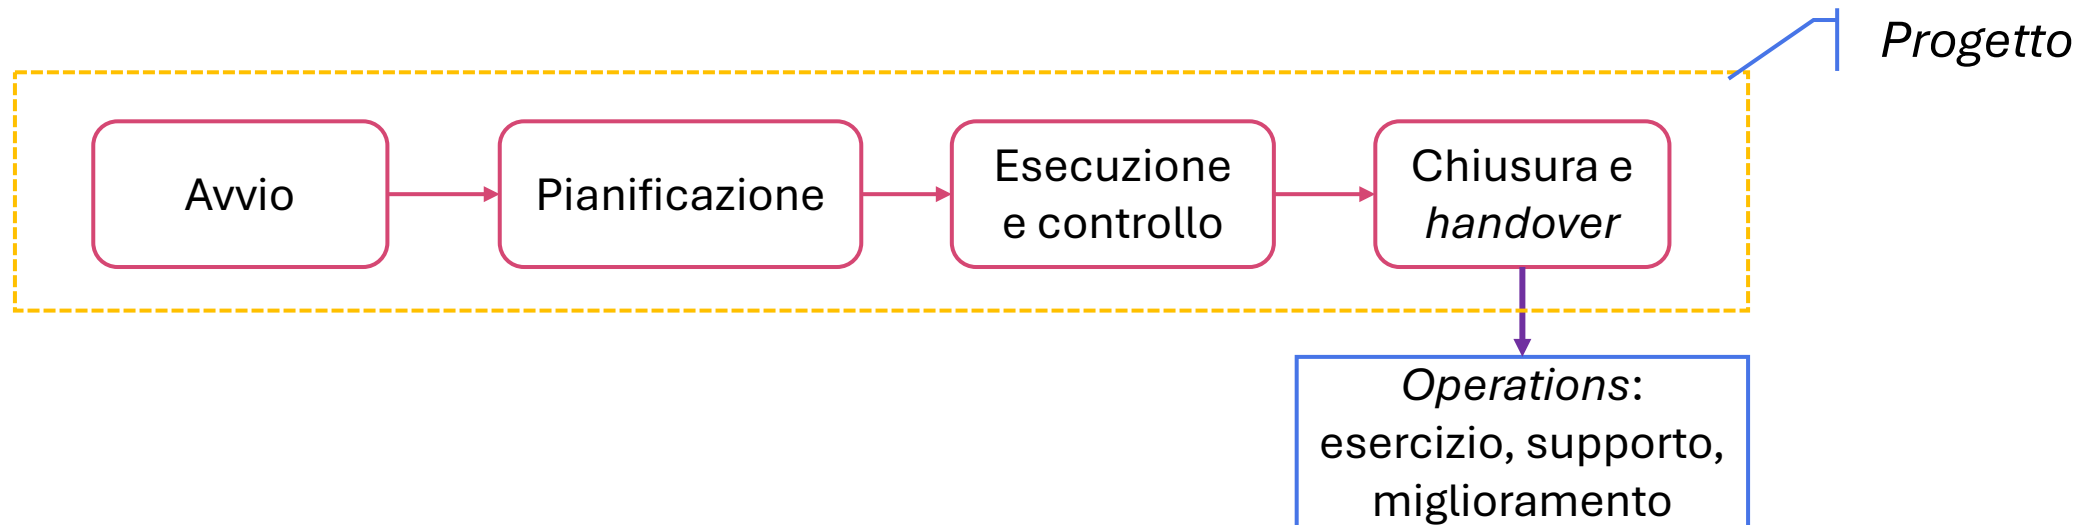 Progetto
Avvio
Pianificazione
Esecuzione
e controllo
Chiusura e
handover
Operations:
esercizio, supporto,
miglioramento